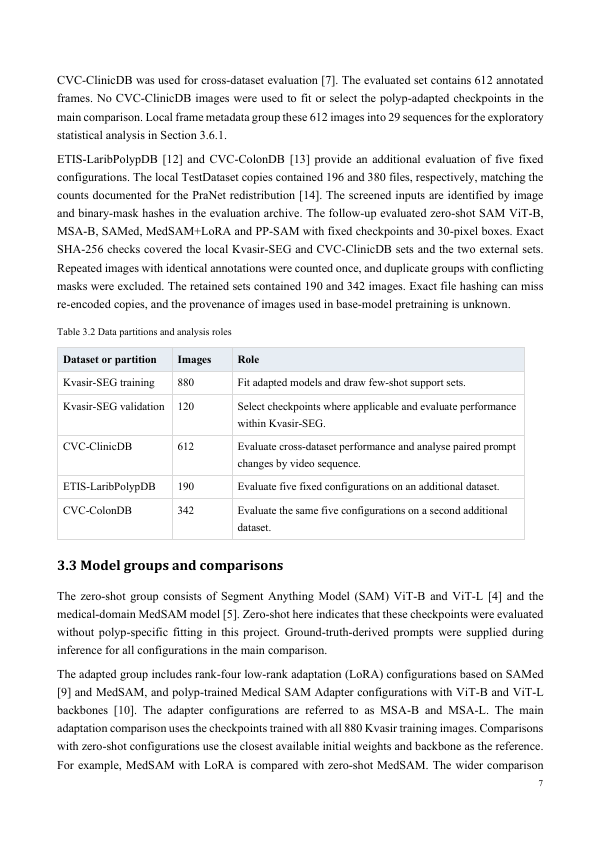 CVC-ClinicDB was used for cross-dataset evaluation [7]. The evaluated set contains 612 annotated
frames. No CVC-ClinicDB images were used to fit or select the polyp-adapted checkpoints in the
main comparison. Local frame metadata group these 612 images into 29 sequences for the exploratory
statistical analysis in Section 3.6.1.
ETIS-LaribPolypDB [12] and CVC-ColonDB [13] provide an additional evaluation of five fixed
configurations. The local TestDataset copies contained 196 and 380 files, respectively, matching the
counts documented for the PraNet redistribution [14]. The screened inputs are identified by image
and binary-mask hashes in the evaluation archive. The follow-up evaluated zero-shot SAM ViT-B,
MSA-B, SAMed, MedSAM+LoRA and PP-SAM with fixed checkpoints and 30-pixel boxes. Exact
SHA-256 checks covered the local Kvasir-SEG and CVC-ClinicDB sets and the two external sets.
Repeated images with identical annotations were counted once, and duplicate groups with conflicting
masks were excluded. The retained sets contained 190 and 342 images. Exact file hashing can miss
re-encoded copies, and the provenance of images used in base-model pretraining is unknown.
Table 3.2 Data partitions and analysis roles
Dataset or partition Images Role
Kvasir-SEG training 880 Fit adapted models and draw few-shot support sets.
Kvasir-SEG validation 120 Select checkpoints where applicable and evaluate performance
within Kvasir-SEG.
CVC-ClinicDB 612 Evaluate cross-dataset performance and analyse paired prompt
changes by video sequence.
ETIS-LaribPolypDB 190 Evaluate five fixed configurations on an additional dataset.
CVC-ColonDB 342 Evaluate the same five configurations on a second additional
dataset.
3.3 Model groups and comparisons
The zero-shot group consists of Segment Anything Model (SAM) ViT-B and ViT-L [4] and the
medical-domain MedSAM model [5]. Zero-shot here indicates that these checkpoints were evaluated
without polyp-specific fitting in this project. Ground-truth-derived prompts were supplied during
inference for all configurations in the main comparison.
The adapted group includes rank-four low-rank adaptation (LoRA) configurations based on SAMed
[9] and MedSAM, and polyp-trained Medical SAM Adapter configurations with ViT-B and ViT-L
backbones [10]. The adapter configurations are referred to as MSA-B and MSA-L. The main
adaptation comparison uses the checkpoints trained with all 880 Kvasir training images. Comparisons
with zero-shot configurations use the closest available initial weights and backbone as the reference.
For example, MedSAM with LoRA is compared with zero-shot MedSAM. The wider comparison
7